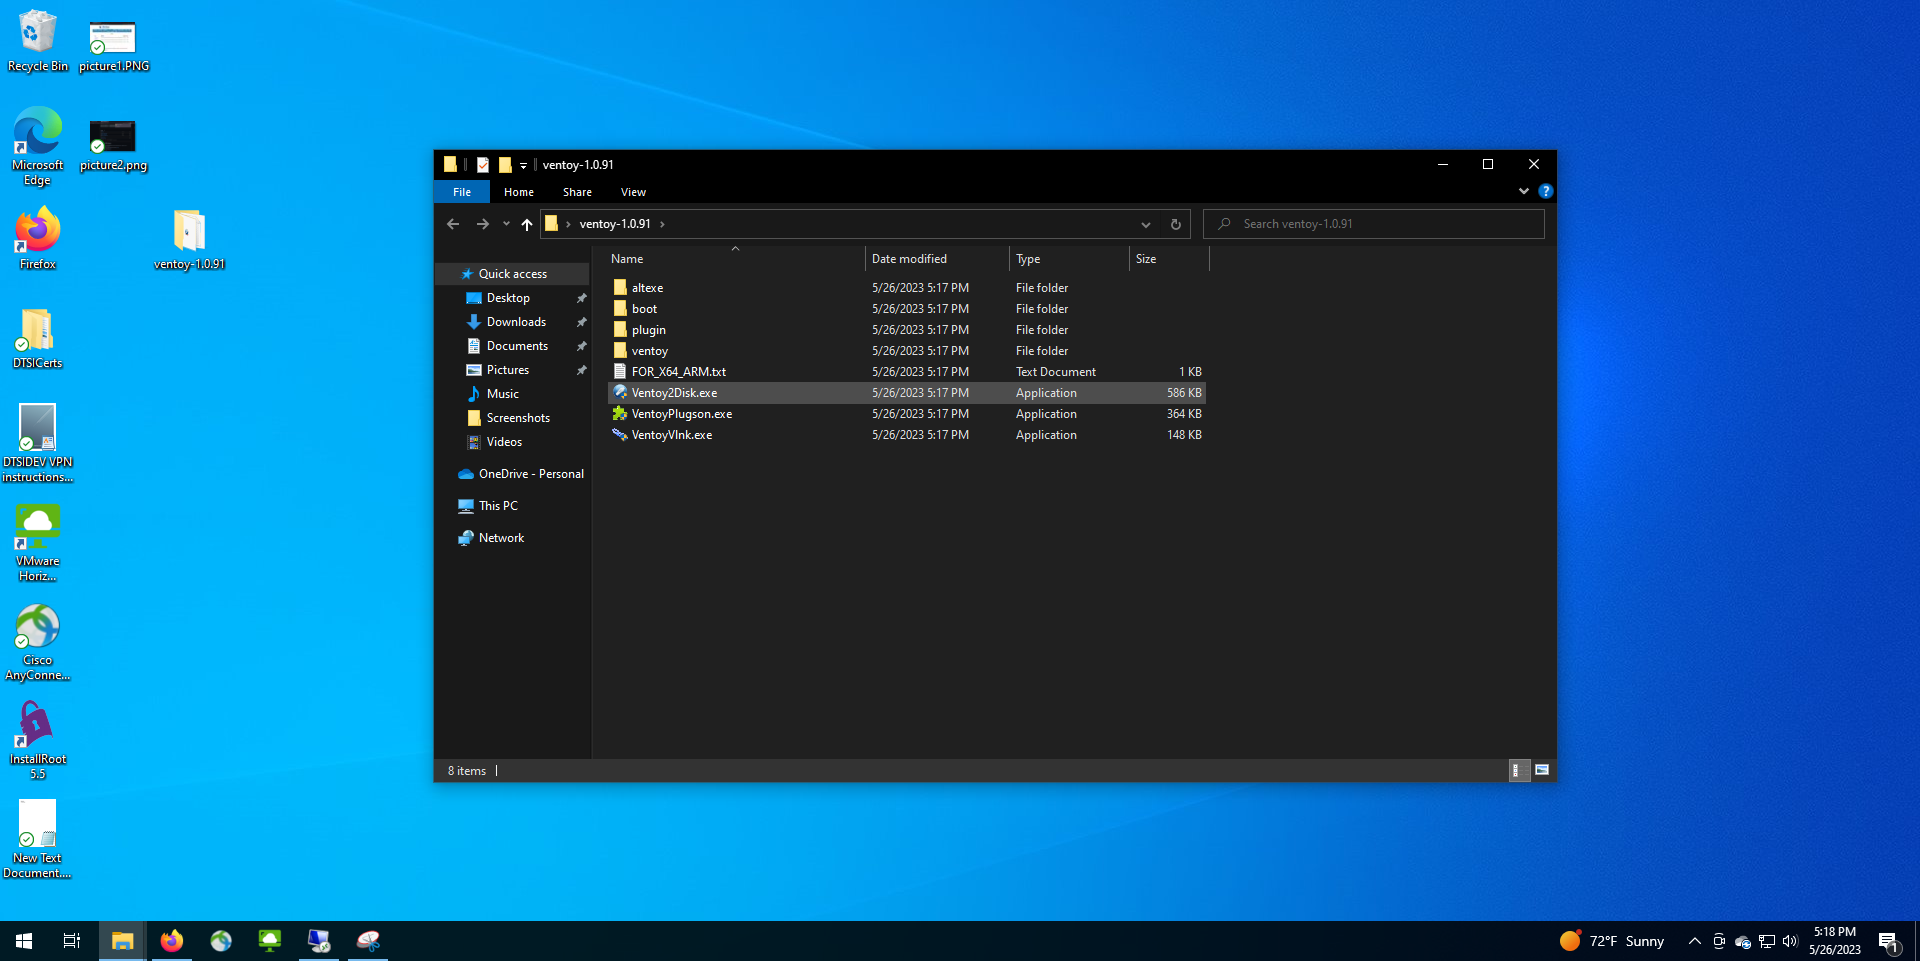 Recycle Bin
picture1.PNG
Microsoft
Edge
picture2.png
Firefox
ventoy-1.0.91
DTSICerts
DTSIDEV VPN
instructions...
VMware
Horiz...
Cisco
AnyConne...
InstallRoot
5.5
New Text
Document....
ventoy-1.0.91
File
Home
Share
View
ventoy-1.0.91
Search ventoy-1.0.91
Quick access
Desktop
Downloads
Documents
Pictures
Music
Screenshots
Videos
OneDrive - Personal
This PC
Network
Name Date modified Type Size
altexe 5/26/2023 5:17 PM File folder
boot 5/26/2023 5:17 PM File folder
plugin 5/26/2023 5:17 PM File folder
ventoy 5/26/2023 5:17 PM File folder
FOR_X64_ARM.txt 5/26/2023 5:17 PM Text Document 1 KB
Ventoy2Disk.exe 5/26/2023 5:17 PM Application 586 KB
VentoyPlugson.exe 5/26/2023 5:17 PM Application 364 KB
VentoyVlnk.exe 5/26/2023 5:17 PM Application 148 KB
8 items
72°F Sunny
5:18 PM
5/26/2023
1